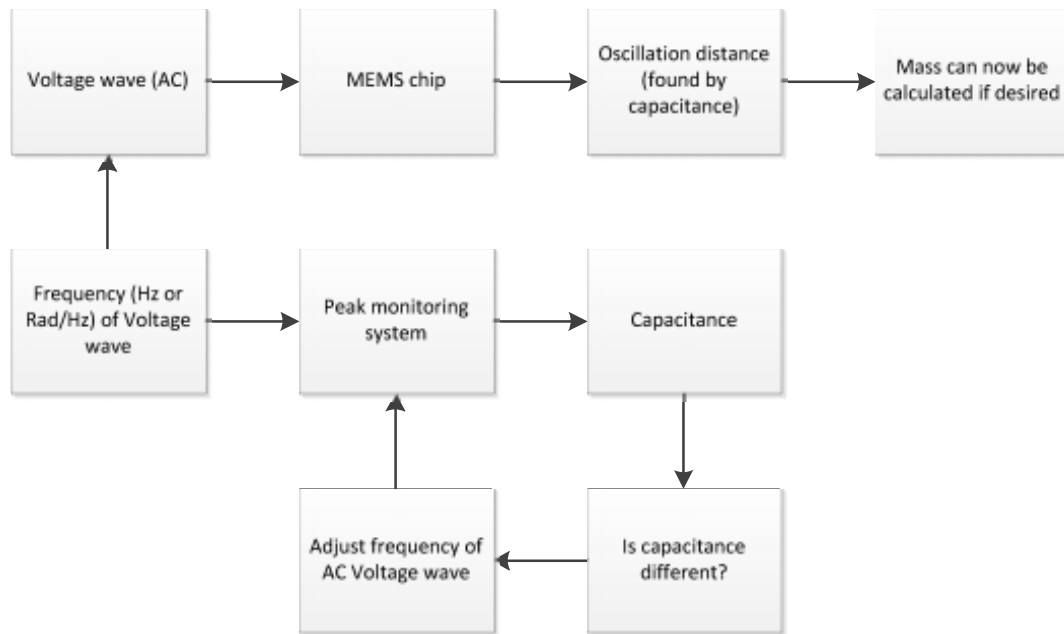 Voltage wave (AC)
MEMS chip
Oscillation distance
(found by
capacitance)
Mass can now be
calculated if desired
Frequency (Hz or
Rad/Hz) of Voltage
wave
Peak monitoring
system
Capacitance
Adjust frequency of
AC Voltage wave
Is capacitance
different?